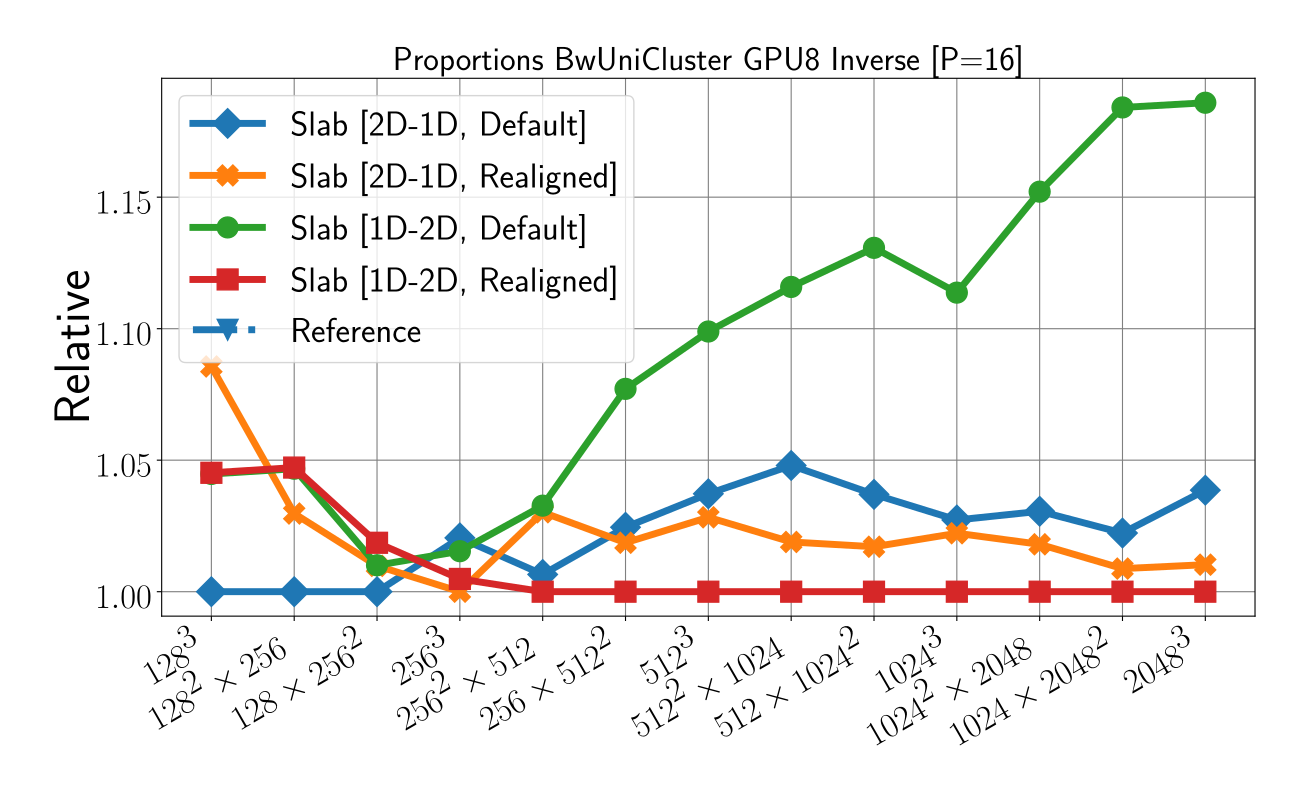 Proportions BwUniCluster GPU8 Inverse [P=16]
Slab [2D-1D, Default]
Slab [2D-1D, Realigned]
Slab [1D-2D, Default]
Slab [1D-2D, Realigned]
Reference
Relative
1.15
1.10
1.05
1.00
128³
128² × 256
128 × 256²
256³
256² × 512
256 × 512²
512³
512² × 1024
512 × 1024²
1024³
1024² × 2048
1024 × 2048²
2048³